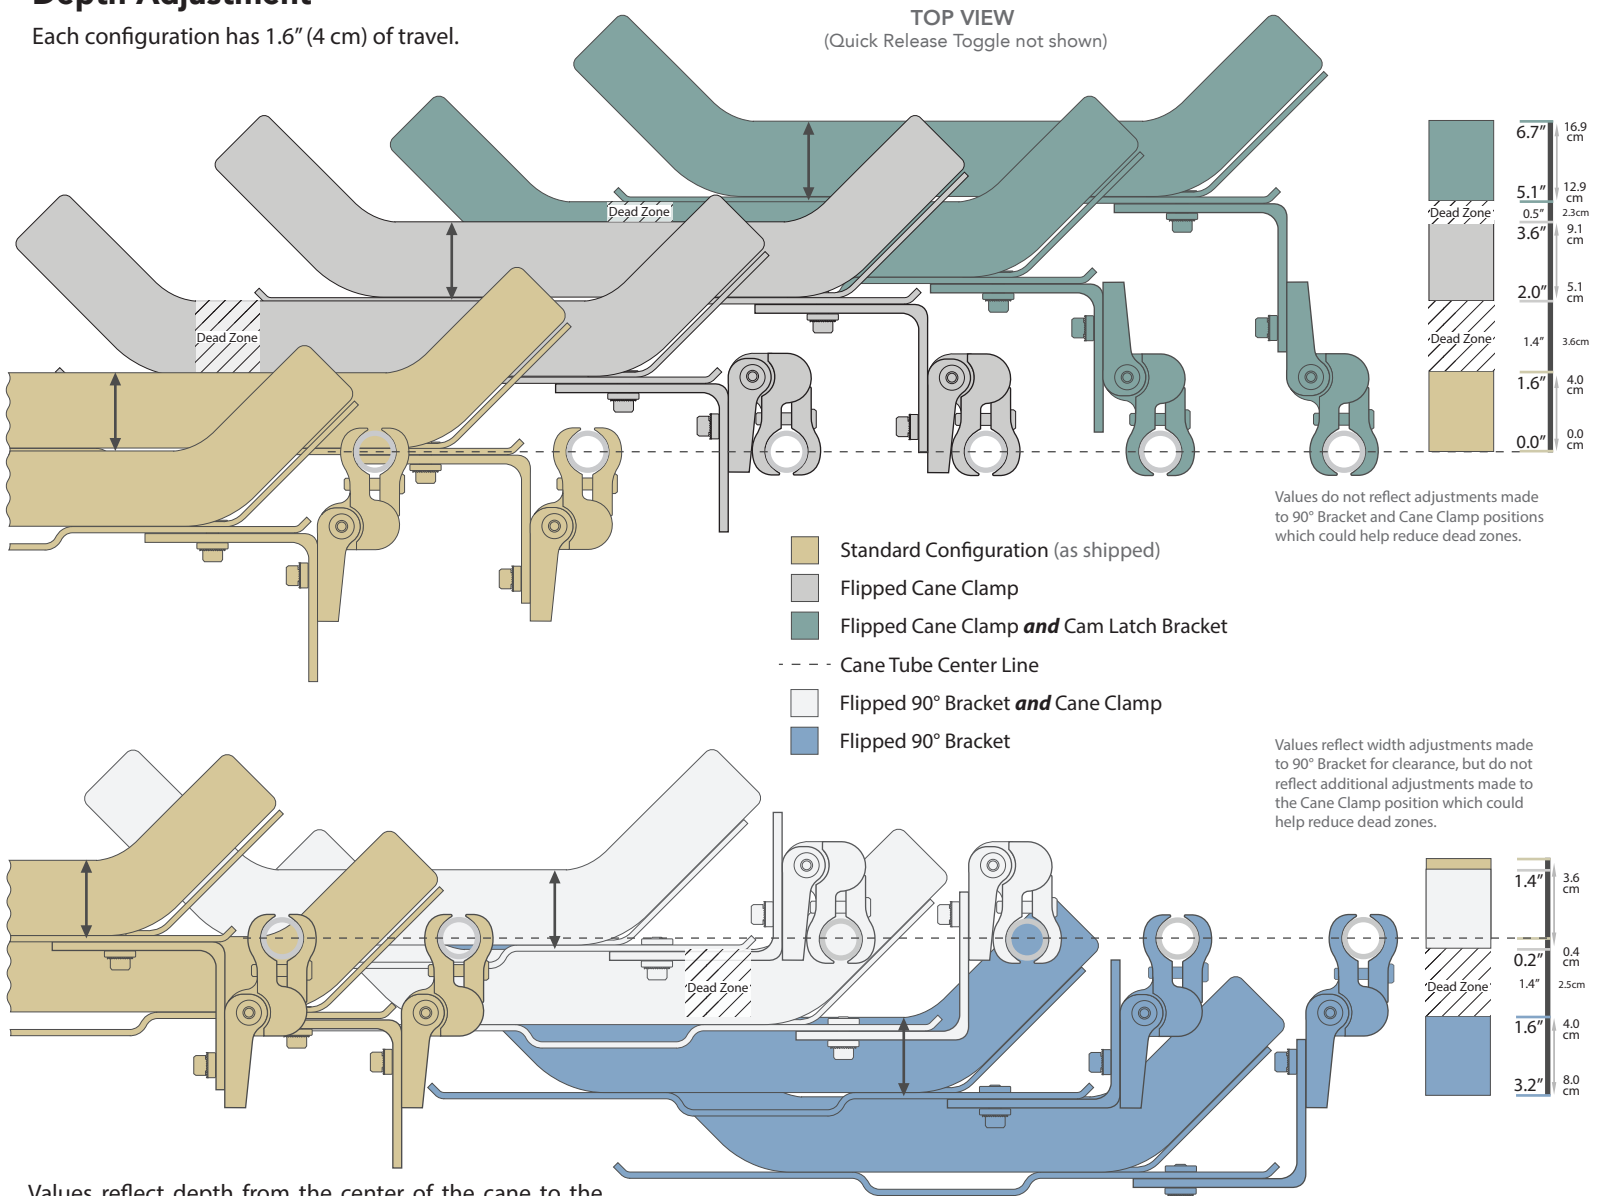 Depth Adjustment
Each configuration has 1.6” (4 cm) of travel.
TOP VIEW
(Quick Release Toggle not shown)
Dead Zone
Dead Zone
6.7”
16.9 cm
5.1”
12.9 cm
Dead Zone
0.5”
2.3cm
3.6”
9.1 cm
2.0”
5.1 cm
Dead Zone
1.4”
3.6cm
1.6”
4.0 cm
0.0”
0.0 cm
Values do not reflect adjustments made
to 90° Bracket and Cane Clamp positions
which could help reduce dead zones.
Standard Configuration (as shipped)
Flipped Cane Clamp
Flipped Cane Clamp and Cam Latch Bracket
Cane Tube Center Line
Flipped 90° Bracket and Cane Clamp
Flipped 90° Bracket
Values reflect width adjustments made
to 90° Bracket for clearance, but do not
reflect additional adjustments made to
the Cane Clamp position which could
help reduce dead zones.
Dead Zone
1.4”
3.6 cm
0.2”
0.4 cm
Dead Zone
1.4”
2.5cm
1.6”
4.0 cm
3.2”
8.0 cm
Values reflect depth from the center of the cane to the